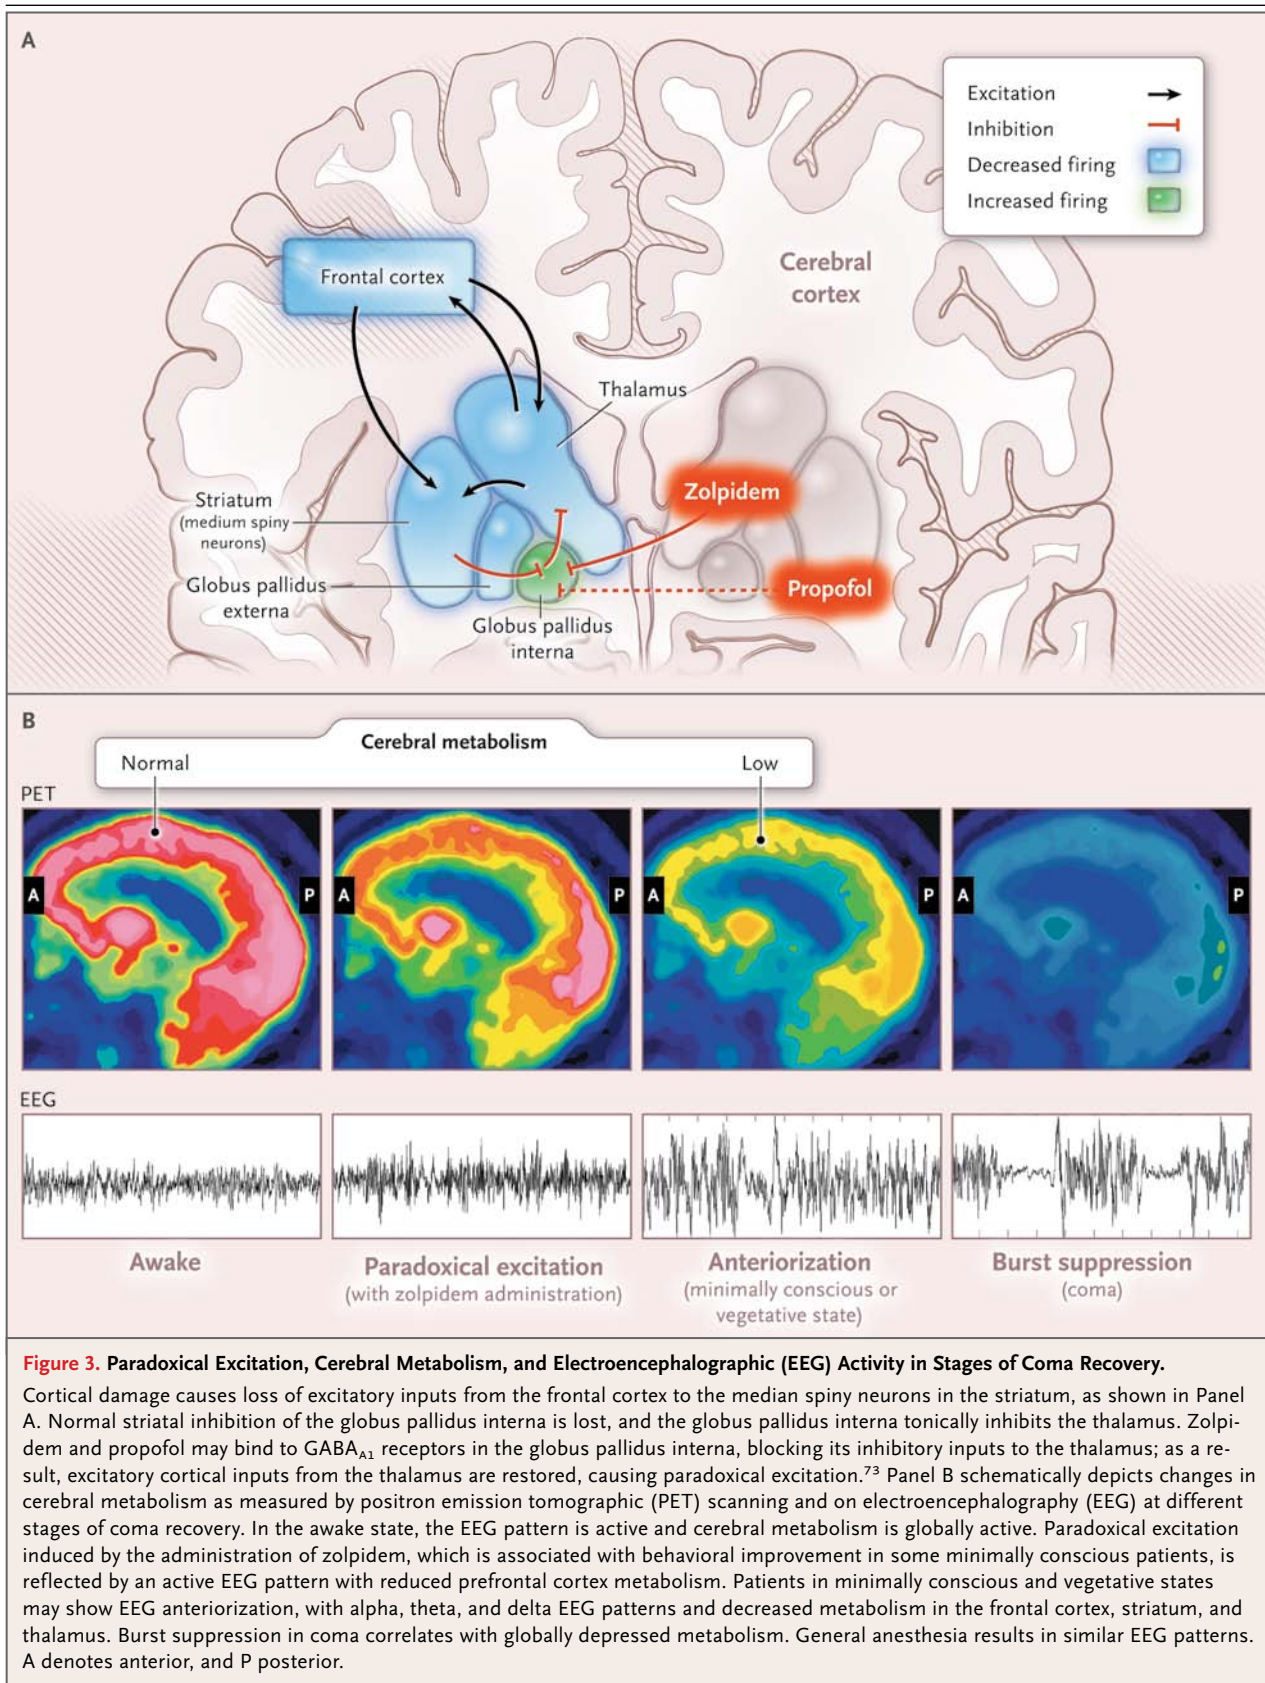 A
Excitation
Inhibition
Decreased firing
Increased firing
Cerebral
cortex
Frontal cortex
Thalamus
Zolpidem
Striatum
(medium spiny
neurons)
Globus pallidus
externa
Propofol
Globus pallidus
interna
B
Cerebral metabolism
Normal
Low
PET
A
P
A
P
A
P
A
P
EEG
Awake
Paradoxical excitation
(with zolpidem administration)
Anteriorization
(minimally conscious or
vegetative state)
Burst suppression
(coma)
Figure 3. Paradoxical Excitation, Cerebral Metabolism, and Electroencephalographic (EEG) Activity in Stages of Coma Recovery.
Cortical damage causes loss of excitatory inputs from the frontal cortex to the median spiny neurons in the striatum, as shown in Panel
A. Normal striatal inhibition of the globus pallidus interna is lost, and the globus pallidus interna tonically inhibits the thalamus. Zolpi-
dem and propofol may bind to GABA_A1 receptors in the globus pallidus interna, blocking its inhibitory inputs to the thalamus; as a re-
sult, excitatory cortical inputs from the thalamus are restored, causing paradoxical excitation.⁷³ Panel B schematically depicts changes in
cerebral metabolism as measured by positron emission tomographic (PET) scanning and on electroencephalography (EEG) at different
stages of coma recovery. In the awake state, the EEG pattern is active and cerebral metabolism is globally active. Paradoxical excitation
induced by the administration of zolpidem, which is associated with behavioral improvement in some minimally conscious patients, is
reflected by an active EEG pattern with reduced prefrontal cortex metabolism. Patients in minimally conscious and vegetative states
may show EEG anteriorization, with alpha, theta, and delta EEG patterns and decreased metabolism in the frontal cortex, striatum, and
thalamus. Burst suppression in coma correlates with globally depressed metabolism. General anesthesia results in similar EEG patterns.
A denotes anterior, and P posterior.